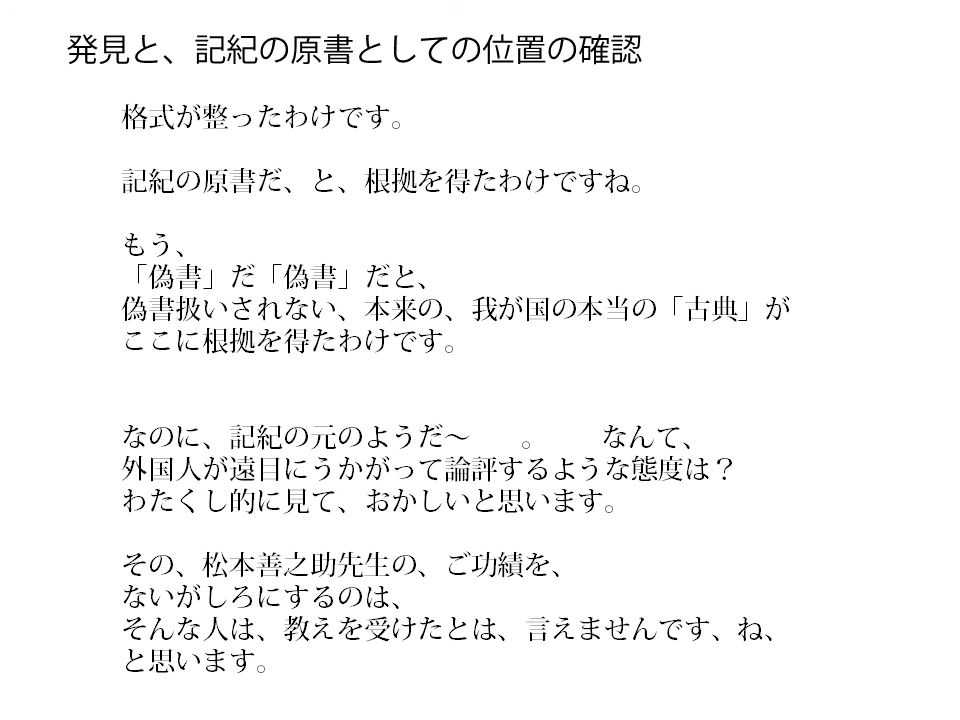 発見と、記紀の原書としての位置の確認
格式が整ったわけです。
記紀の原書だ、と、根拠を得たわけですね。
もう、
「偽書」だ「偽書」だと、
偽書扱いされない、本来の、我が国の本当の「古典」が
ここに根拠を得たわけです。
なのに、記紀の元のようだ〜　　。　　なんて、
外国人が遠目にうかがって論評するような態度は？
わたくし的に見て、おかしいと思います。
その、松本善之助先生の、ご功績を、
ないがしろにするのは、
そんな人は、教えを受けたとは、言えませんです、ね、
と思います。